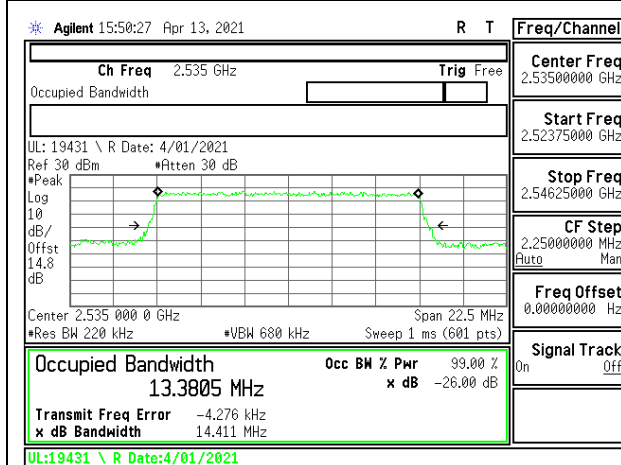 Agilent 15:50:27 Apr 13, 2021 R T
Freq/Channel
Ch Freq 2.535 GHz Trig Free
Occupied Bandwidth
Center Freq
2.53500000 GHz
Start Freq
2.52375000 GHz
Stop Freq
2.54625000 GHz
CF Step
2.25000000 MHz
Auto Man
Freq Offset
0.00000000 Hz
Signal Track
On Off
UL: 19431 \ R Date: 4/01/2021
Ref 30 dBm #Atten 30 dB
#Peak
Log
10
dB/
Offst
14.8
dB
Center 2.535 000 0 GHz Span 22.5 MHz
#Res BW 220 kHz #VBW 680 kHz Sweep 1 ms (601 pts)
Occupied Bandwidth Occ BW % Pwr 99.00 %
13.3805 MHz x dB -26.00 dB
Transmit Freq Error -4.276 kHz
x dB Bandwidth 14.411 MHz
UL:19431 \ R Date:4/01/2021